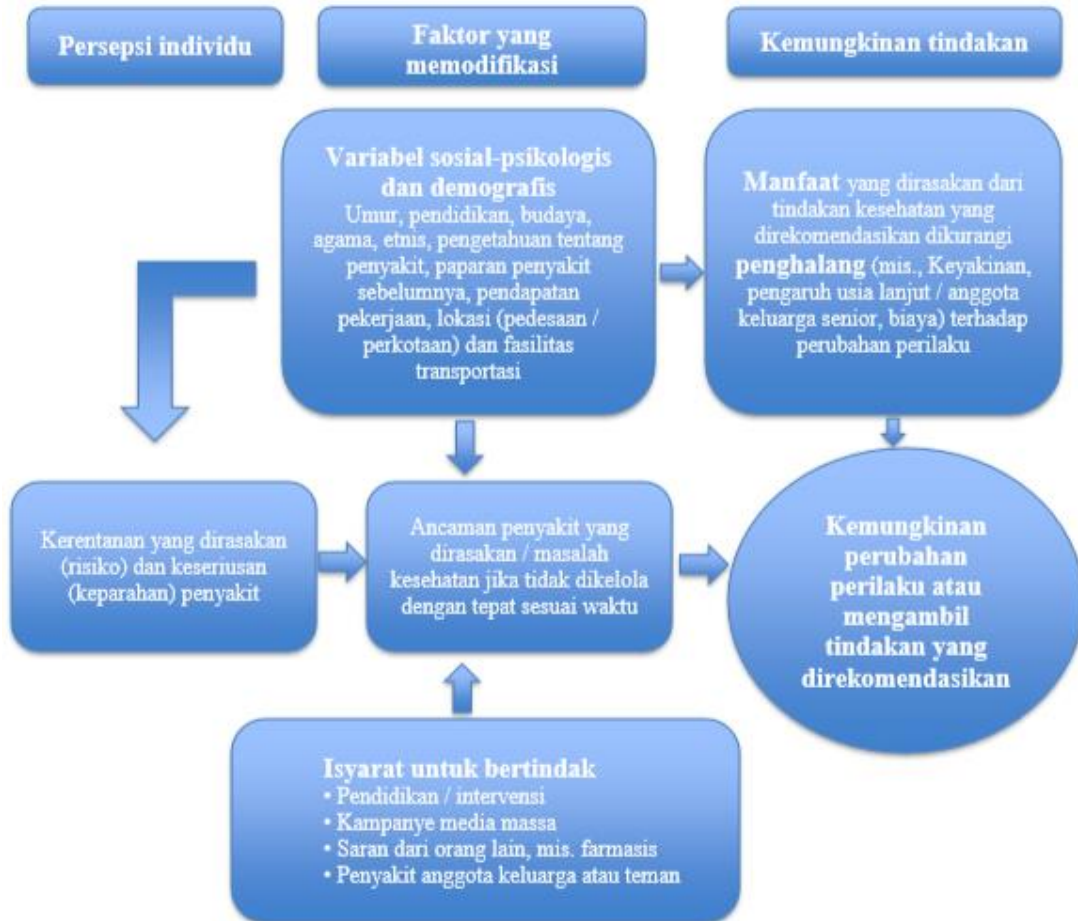 Persepsi individu
Faktor yang
memodifikasi
Kemungkinan tindakan
Variabel sosial-psikologis
dan demografis
Umur, pendidikan, budaya,
agama, etnis, pengetahuan tentang
penyakit, paparan penyakit
sebelumnya, pendapatan
pekerjaan, lokasi (pedesaan /
perkotaan) dan fasilitas
transportasi
Manfaat yang dirasakan dari
tindakan kesehatan yang
direkomendasikan dikurangi
penghalang (mis., Keyakinan,
pengaruh usia lanjut / anggota
keluarga senior, biaya) terhadap
perubahan perilaku
Kerentanan yang dirasakan
(risiko) dan keseriusan
(keparahan) penyakit
Ancaman penyakit yang
dirasakan / masalah
kesehatan jika tidak dikelola
dengan tepat sesuai waktu
Kemungkinan
perubahan
perilaku atau
mengambil
tindakan yang
direkomendasikan
Isyarat untuk bertindak
• Pendidikan / intervensi
• Kampanye media massa
• Saran dari orang lain, mis. farmasis
• Penyakit anggota keluarga atau teman